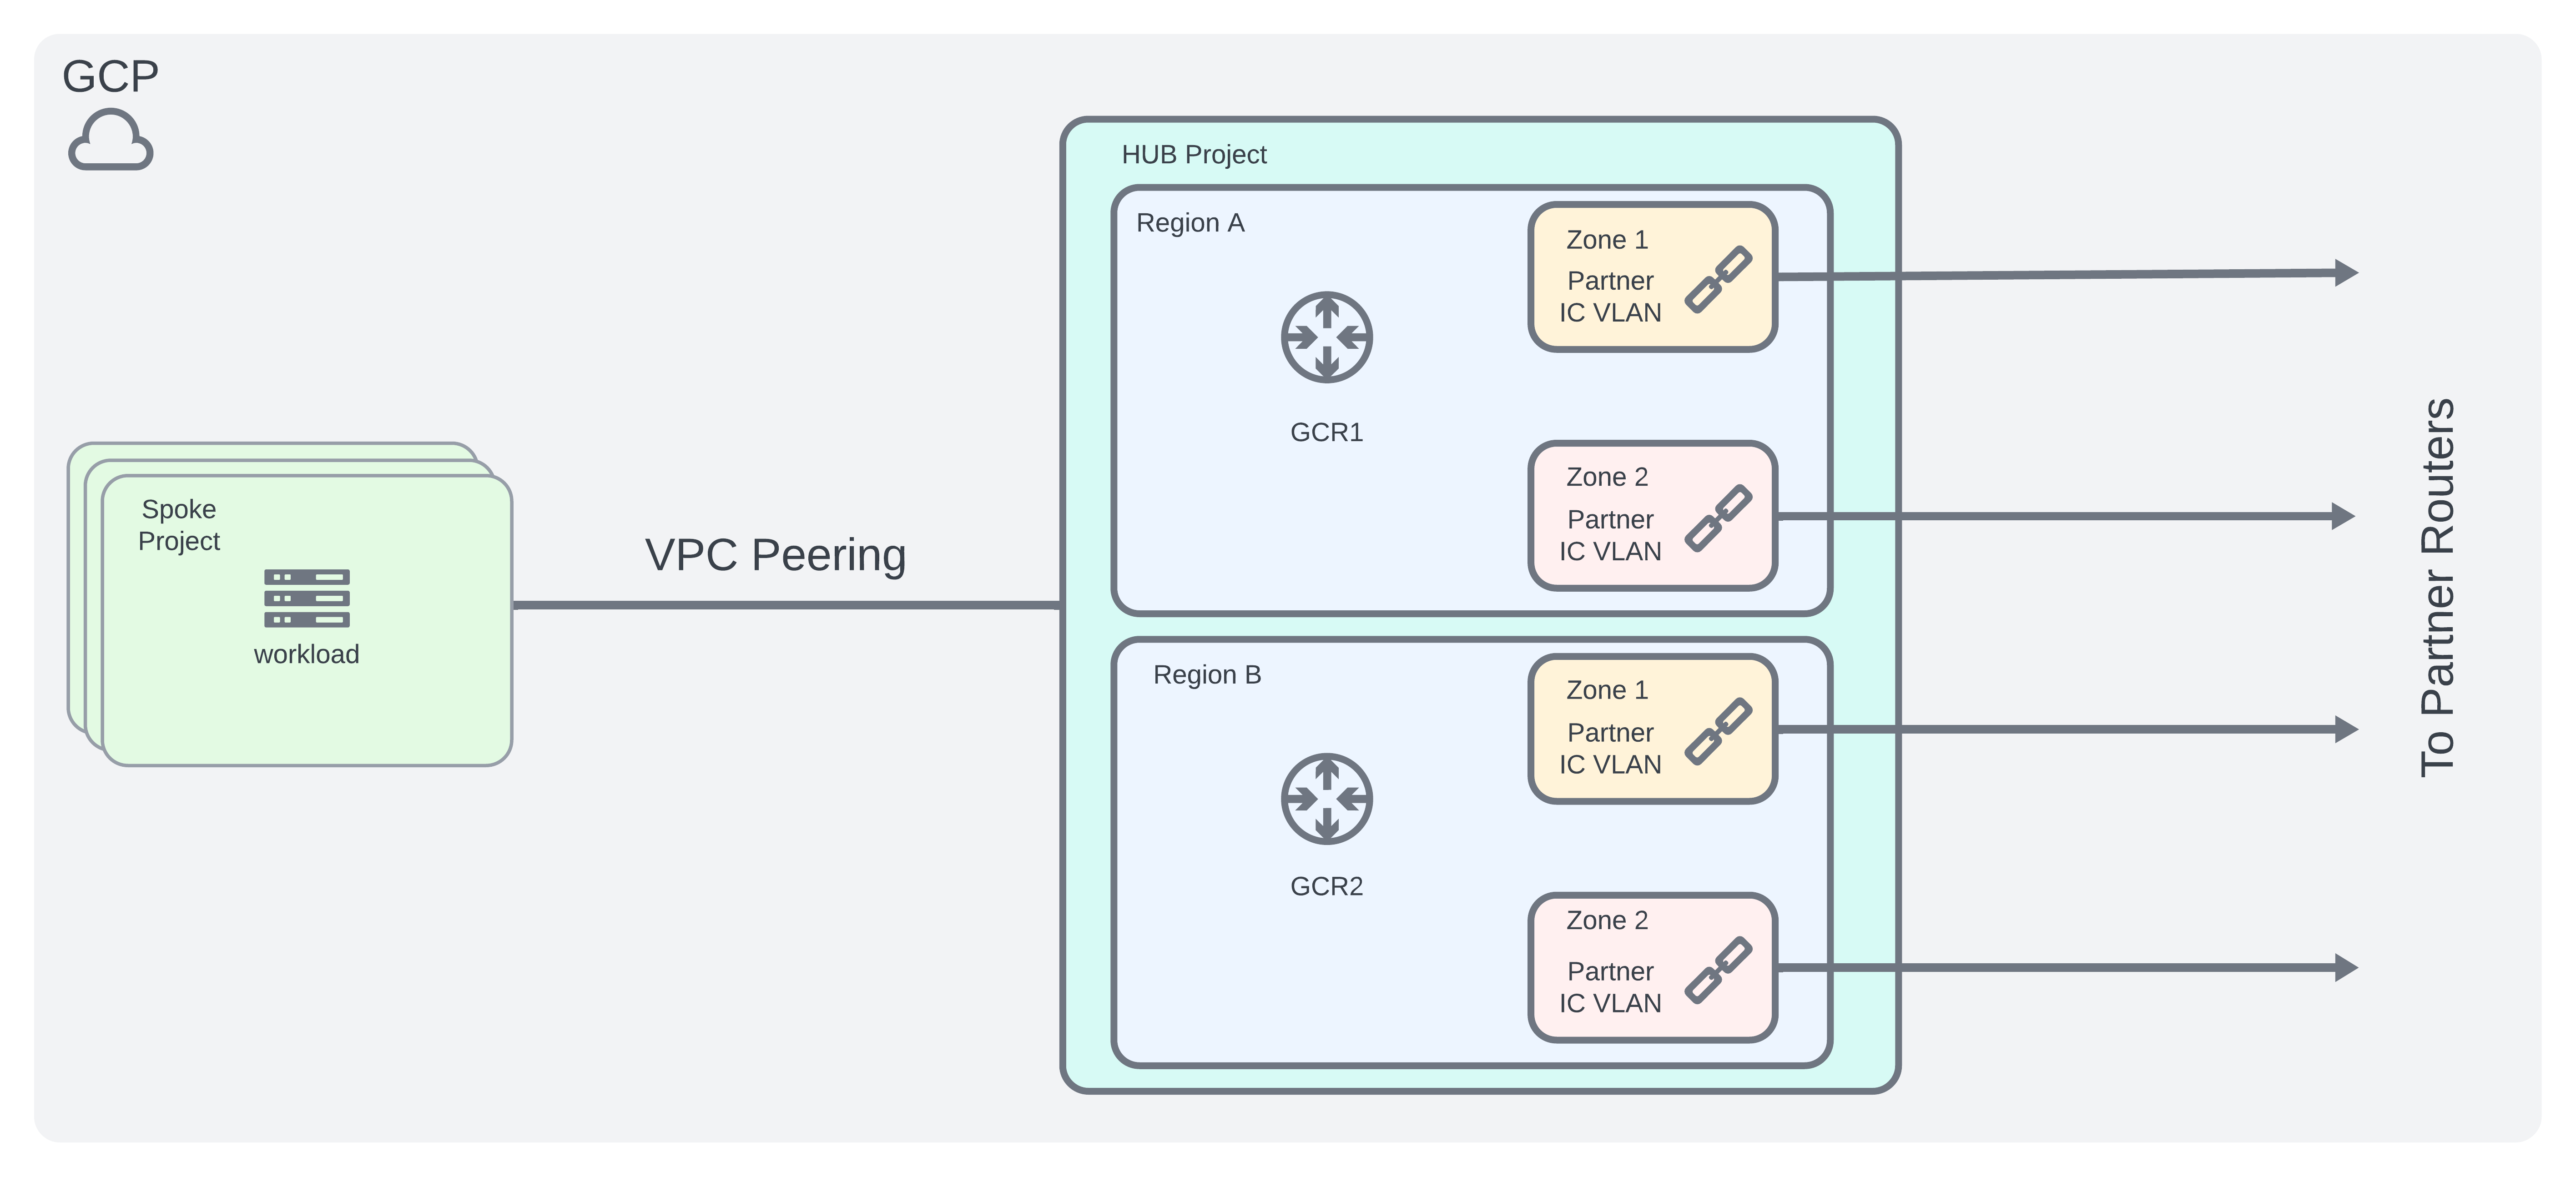 GCP
HUB Project
Region A
Zone 1
Partner
IC VLAN
GCR1
Zone 2
Partner
IC VLAN
Spoke
Project
workload
VPC Peering
Region B
Zone 1
Partner
IC VLAN
GCR2
Zone 2
Partner
IC VLAN
To Partner Routers